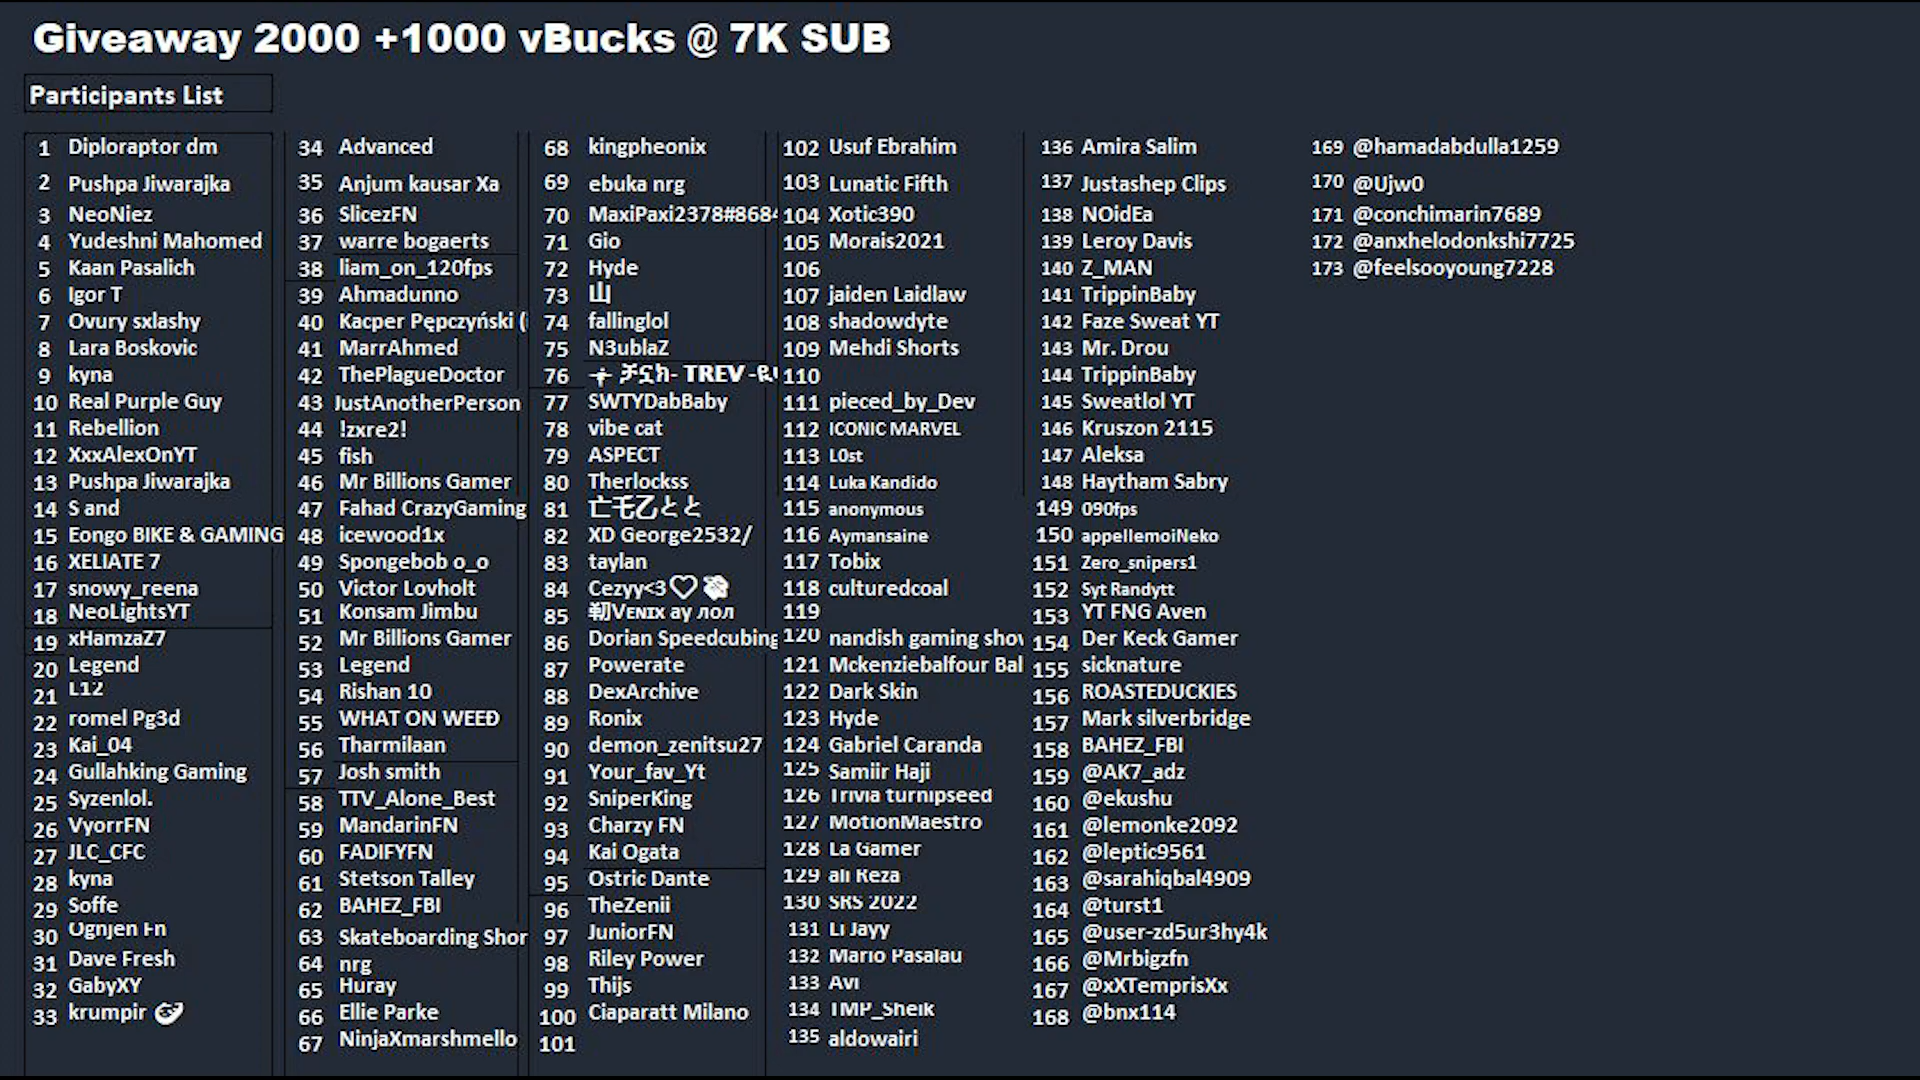 Giveaway 2000 +1000 vBucks @ 7K SUB
Participants List
1 Diploraptor dm
2 Pushpa Jiwarajka
3 NeoNiez
4 Yudeshni Mahomed
5 Kaan Pasalich
6 Igor T
7 Ovury sxlashy
8 Lara Boskovic
9 kyna
10 Real Purple Guy
11 Rebellion
12 XxxAlexOnYT
13 Pushpa Jiwarajka
14 S and
15 Eongo BIKE & GAMING
16 XELIATE 7
17 snowy_reena
18 NeoLightsYT
19 xHamzaZ7
20 Legend
21 L12
22 romel Pg3d
23 Kai_04
24 Gullahking Gaming
25 Syzenlol.
26 VyorrFN
27 JLC_CFC
28 kyna
29 Soffe
30 Ognjen Fn
31 Dave Fresh
32 GabyXY
33 krumpir
34 Advanced
35 Anjum kausar Xa
36 SlicezFN
37 warre bogaerts
38 liam_on_120fps
39 Ahmadunno
40 Kacper Pępczyński (
41 MarrAhmed
42 ThePlagueDoctor
43 JustAnotherPerson
44 !zxre2!
45 fish
46 Mr Billions Gamer
47 Fahad CrazyGaming
48 icewood1x
49 Spongebob o_o
50 Victor Lovholt
51 Konsam Jimbu
52 Mr Billions Gamer
53 Legend
54 Rishan 10
55 WHAT ON WEEĐ
56 Tharmilaan
57 Josh smith
58 TTV_Alone_Best
59 MandarinFN
60 FADIFYFN
61 Stetson Talley
62 BAHEZ_FBI
63 Skateboarding Shor
64 nrg
65 Huray
66 Ellie Parke
67 NinjaXmarshmello
68 kingpheonix
69 ebuka nrg
70 MaxiPaxi2378#8684
71 Gio
72 Hyde
73 山
74 fallinglol
75 N3ublaZ
76 - TREV -
77 SWTYDabBaby
78 vibe cat
79 ASPECT
80 Therlockss
81 亡乇乙とと
82 XD George2532/
83 taylan
84 Cezyy<3♡
85 Vᴇɴɪx ay лол
86 Dorian Speedcubing
87 Powerate
88 DexArchive
89 Ronix
90 demon_zenitsu27
91 Your_fav_Yt
92 SniperKing
93 Charzy FN
94 Kai Ogata
95 Ostric Dante
96 TheZenii
97 JuniorFN
98 Riley Power
99 Thijs
100 Ciaparatt Milano
101
102 Usuf Ebrahim
103 Lunatic Fifth
104 Xotic390
105 Morais2021
106
107 jaiden Laidlaw
108 shadowdyte
109 Mehdi Shorts
110
111 pieced_by_Dev
112 ICONIC MARVEL
113 L0st
114 Luka Kandido
115 anonymous
116 Aymansaine
117 Tobix
118 culturedcoal
119
120 nandish gaming show
121 Mckenziebalfour Bal
122 Dark Skin
123 Hyde
124 Gabriel Caranda
125 Samiir Haji
126 Trivia turnipseed
127 MotionMaestro
128 La Gamer
129 ali Reza
130 SRS 2022
131 Li Jayy
132 Mario Pasalau
133 Avi
134 TMP_Sheik
135 aldowairi
136 Amira Salim
137 Justashep Clips
138 NOidEa
139 Leroy Davis
140 Z_MAN
141 TrippinBaby
142 Faze Sweat YT
143 Mr. Drou
144 TrippinBaby
145 Sweatlol YT
146 Kruszon 2115
147 Aleksa
148 Haytham Sabry
149 090fps
150 appellemoiNeko
151 Zero_snipers1
152 Syt Randytt
153 YT FNG Aven
154 Der Keck Gamer
155 sicknature
156 ROASTEDUCKIES
157 Mark silverbridge
158 BAHEZ_FBI
159 @AK7_adz
160 @ekushu
161 @lemonke2092
162 @leptic9561
163 @sarahiqbal4909
164 @turst1
165 @user-zd5ur3hy4k
166 @Mrbigzfn
167 @xXTemprisXx
168 @bnx114
169 @hamadabdulla1259
170 @Ujw0
171 @conchimarin7689
172 @anxhelodonkshi7725
173 @feelsooyoung7228